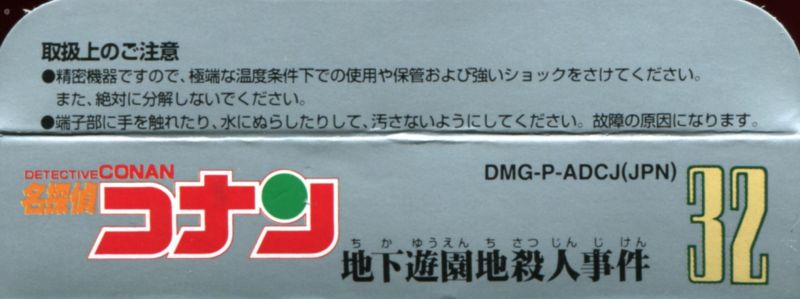 取扱上のご注意
●精密機器ですので、極端な温度条件下での使用や保管および強いショックをさけてください。
また、絶対に分解しないでください。
●端子部に手を触れたり、水にぬらしたりして、汚さないようにしてください。故障の原因になります。
DETECTIVE CONAN
名探偵
コナン
DMG-P-ADCJ(JPN)
32
ちかゆうえんちさつじんじけん
地下遊園地殺人事件